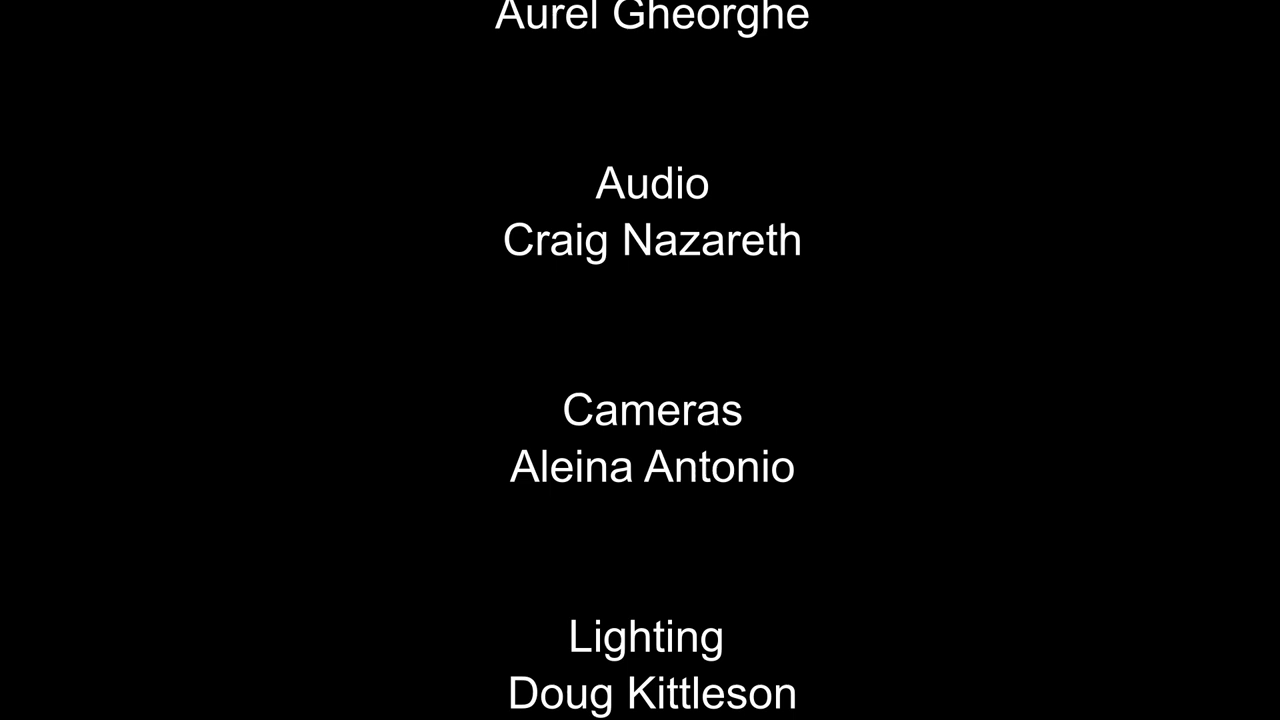 Aurel Gheorghe
Audio
Craig Nazareth
Cameras
Aleina Antonio
Lighting
Doug Kittleson